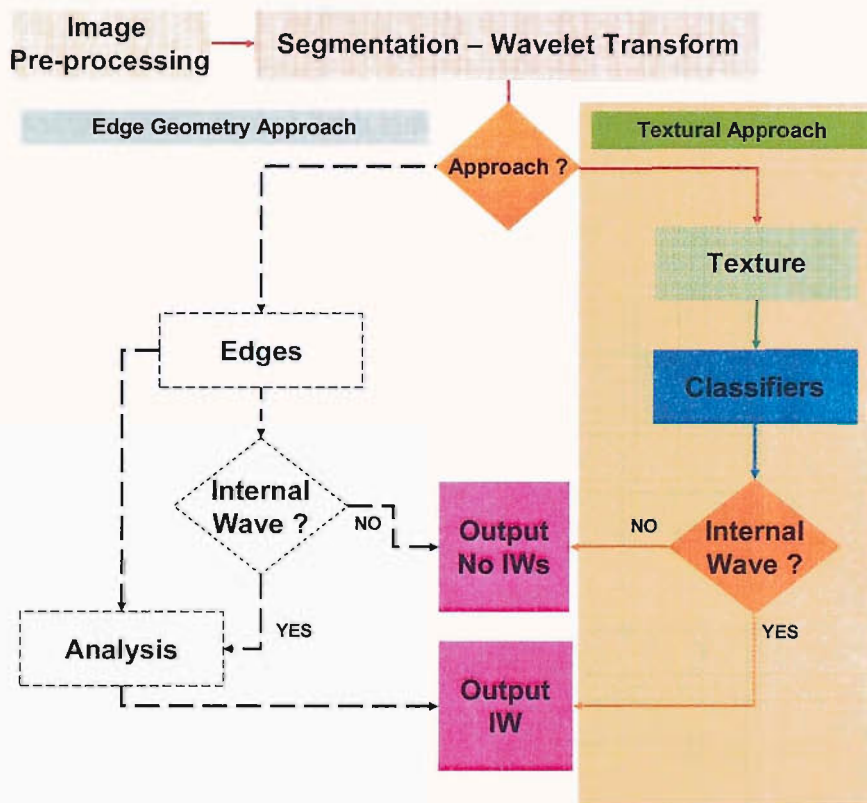 Image
Pre-processing
Segmentation – Wavelet Transform
Edge Geometry Approach
Textural Approach
Approach ?
Texture
Edges
Classifiers
Internal
Wave ?
NO
Output
No IWs
NO
Internal
Wave ?
YES
YES
Analysis
Output
IW